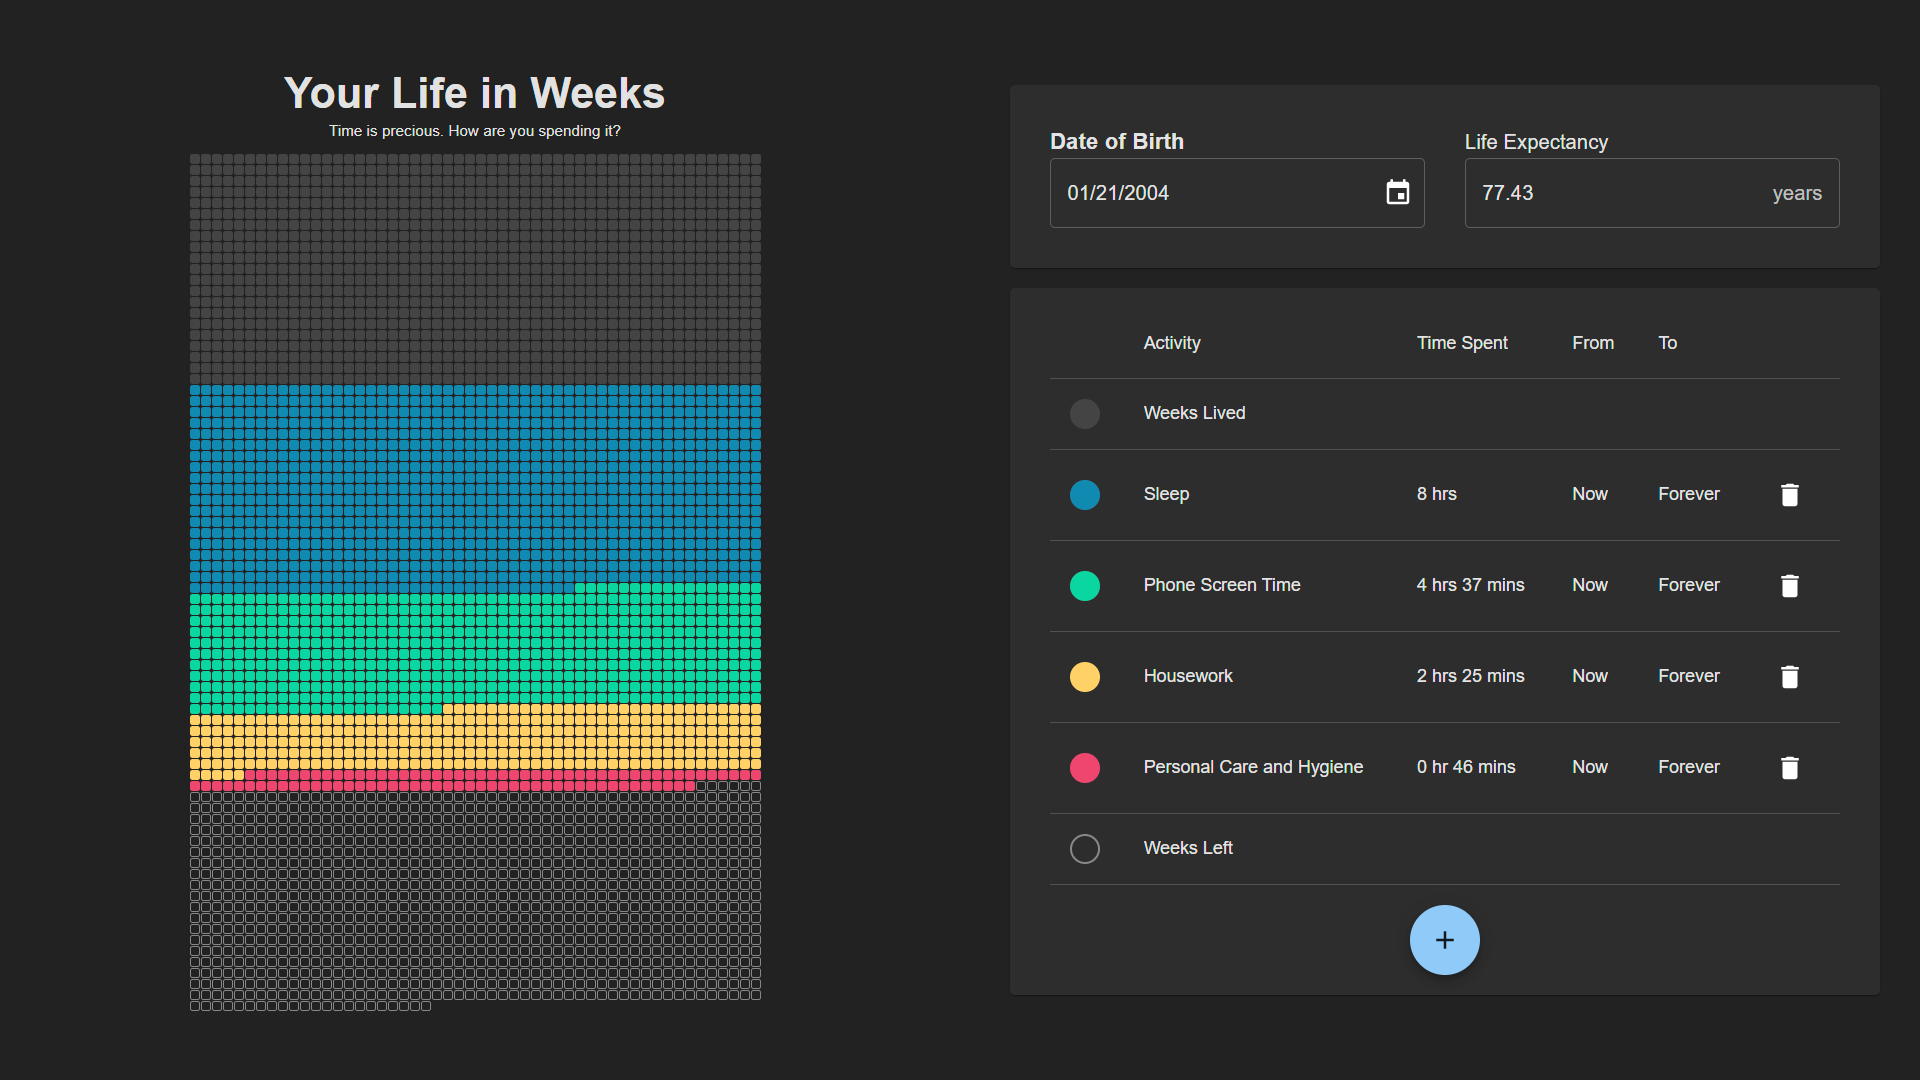 Your Life in Weeks
Time is precious. How are you spending it?
Date of Birth
01/21/2004
Life Expectancy
77.43 years
Activity Time Spent From To
Weeks Lived
Sleep 8 hrs Now Forever
Phone Screen Time 4 hrs 37 mins Now Forever
Housework 2 hrs 25 mins Now Forever
Personal Care and Hygiene 0 hr 46 mins Now Forever
Weeks Left
+